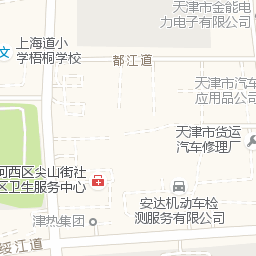 天津市金能电
力电子有限公司
上海道小
学梧桐学校
都江道
文
天津市汽车
应用品公司
天津市货运
汽车修理厂
河西区尖山街社
区卫生服务中心
安达机动车检
测服务有限公司
津热集团
绥江道